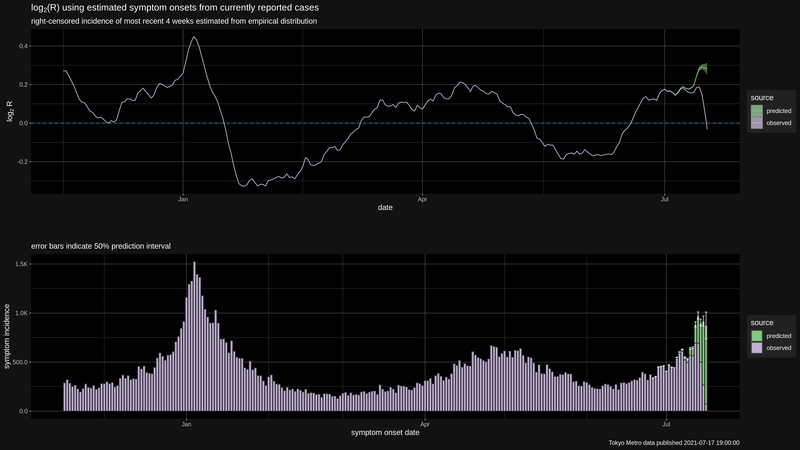 log2(R) using estimated symptom onsets from currently reported cases
right-censored incidence of most recent 4 weeks estimated from empirical distribution
0.4
0.2
0.0
-0.2
log2 R
Jan
Apr
Jul
date
source
predicted
observed
error bars indicate 50% prediction interval
1.5K
1.0K
500.0
0.0
symptom incidence
Jan
Apr
Jul
symptom onset date
source
predicted
observed
Tokyo Metro data published 2021-07-17 19:00:00